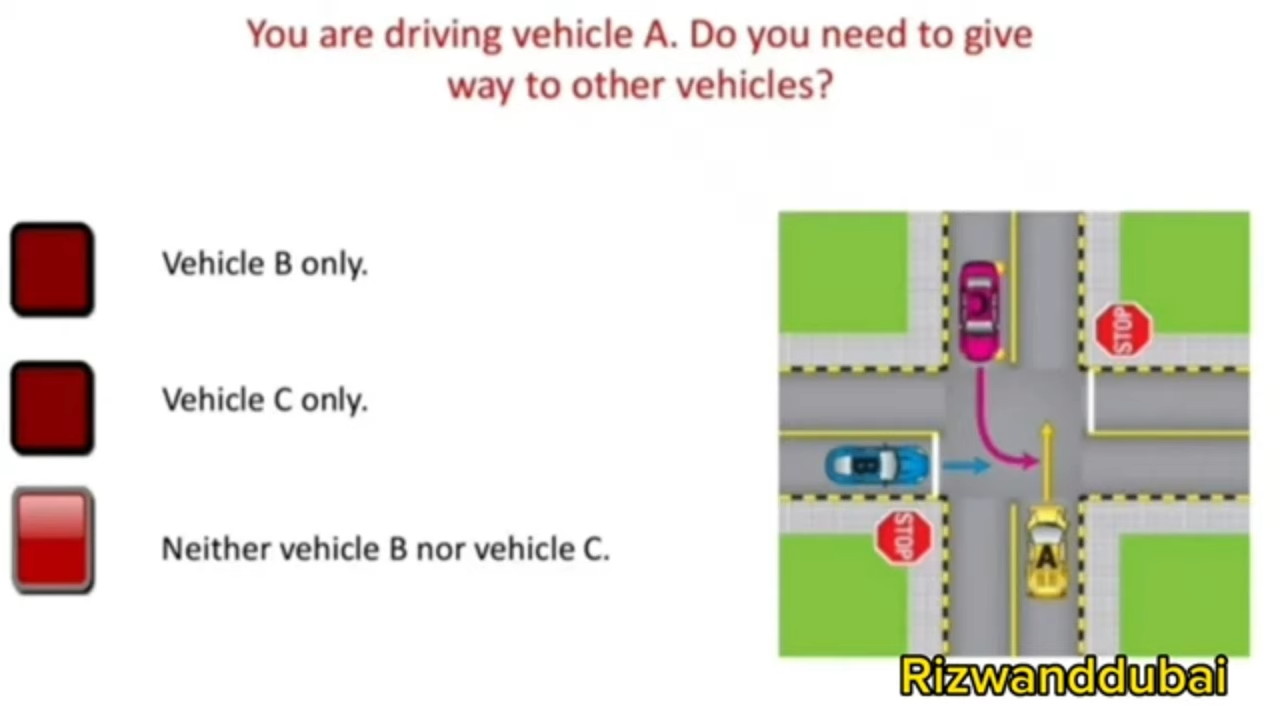 You are driving vehicle A. Do you need to give
way to other vehicles?
Vehicle B only.
Vehicle C only.
Neither vehicle B nor vehicle C.
STOP
B
STOP
A
Rizwanddubai